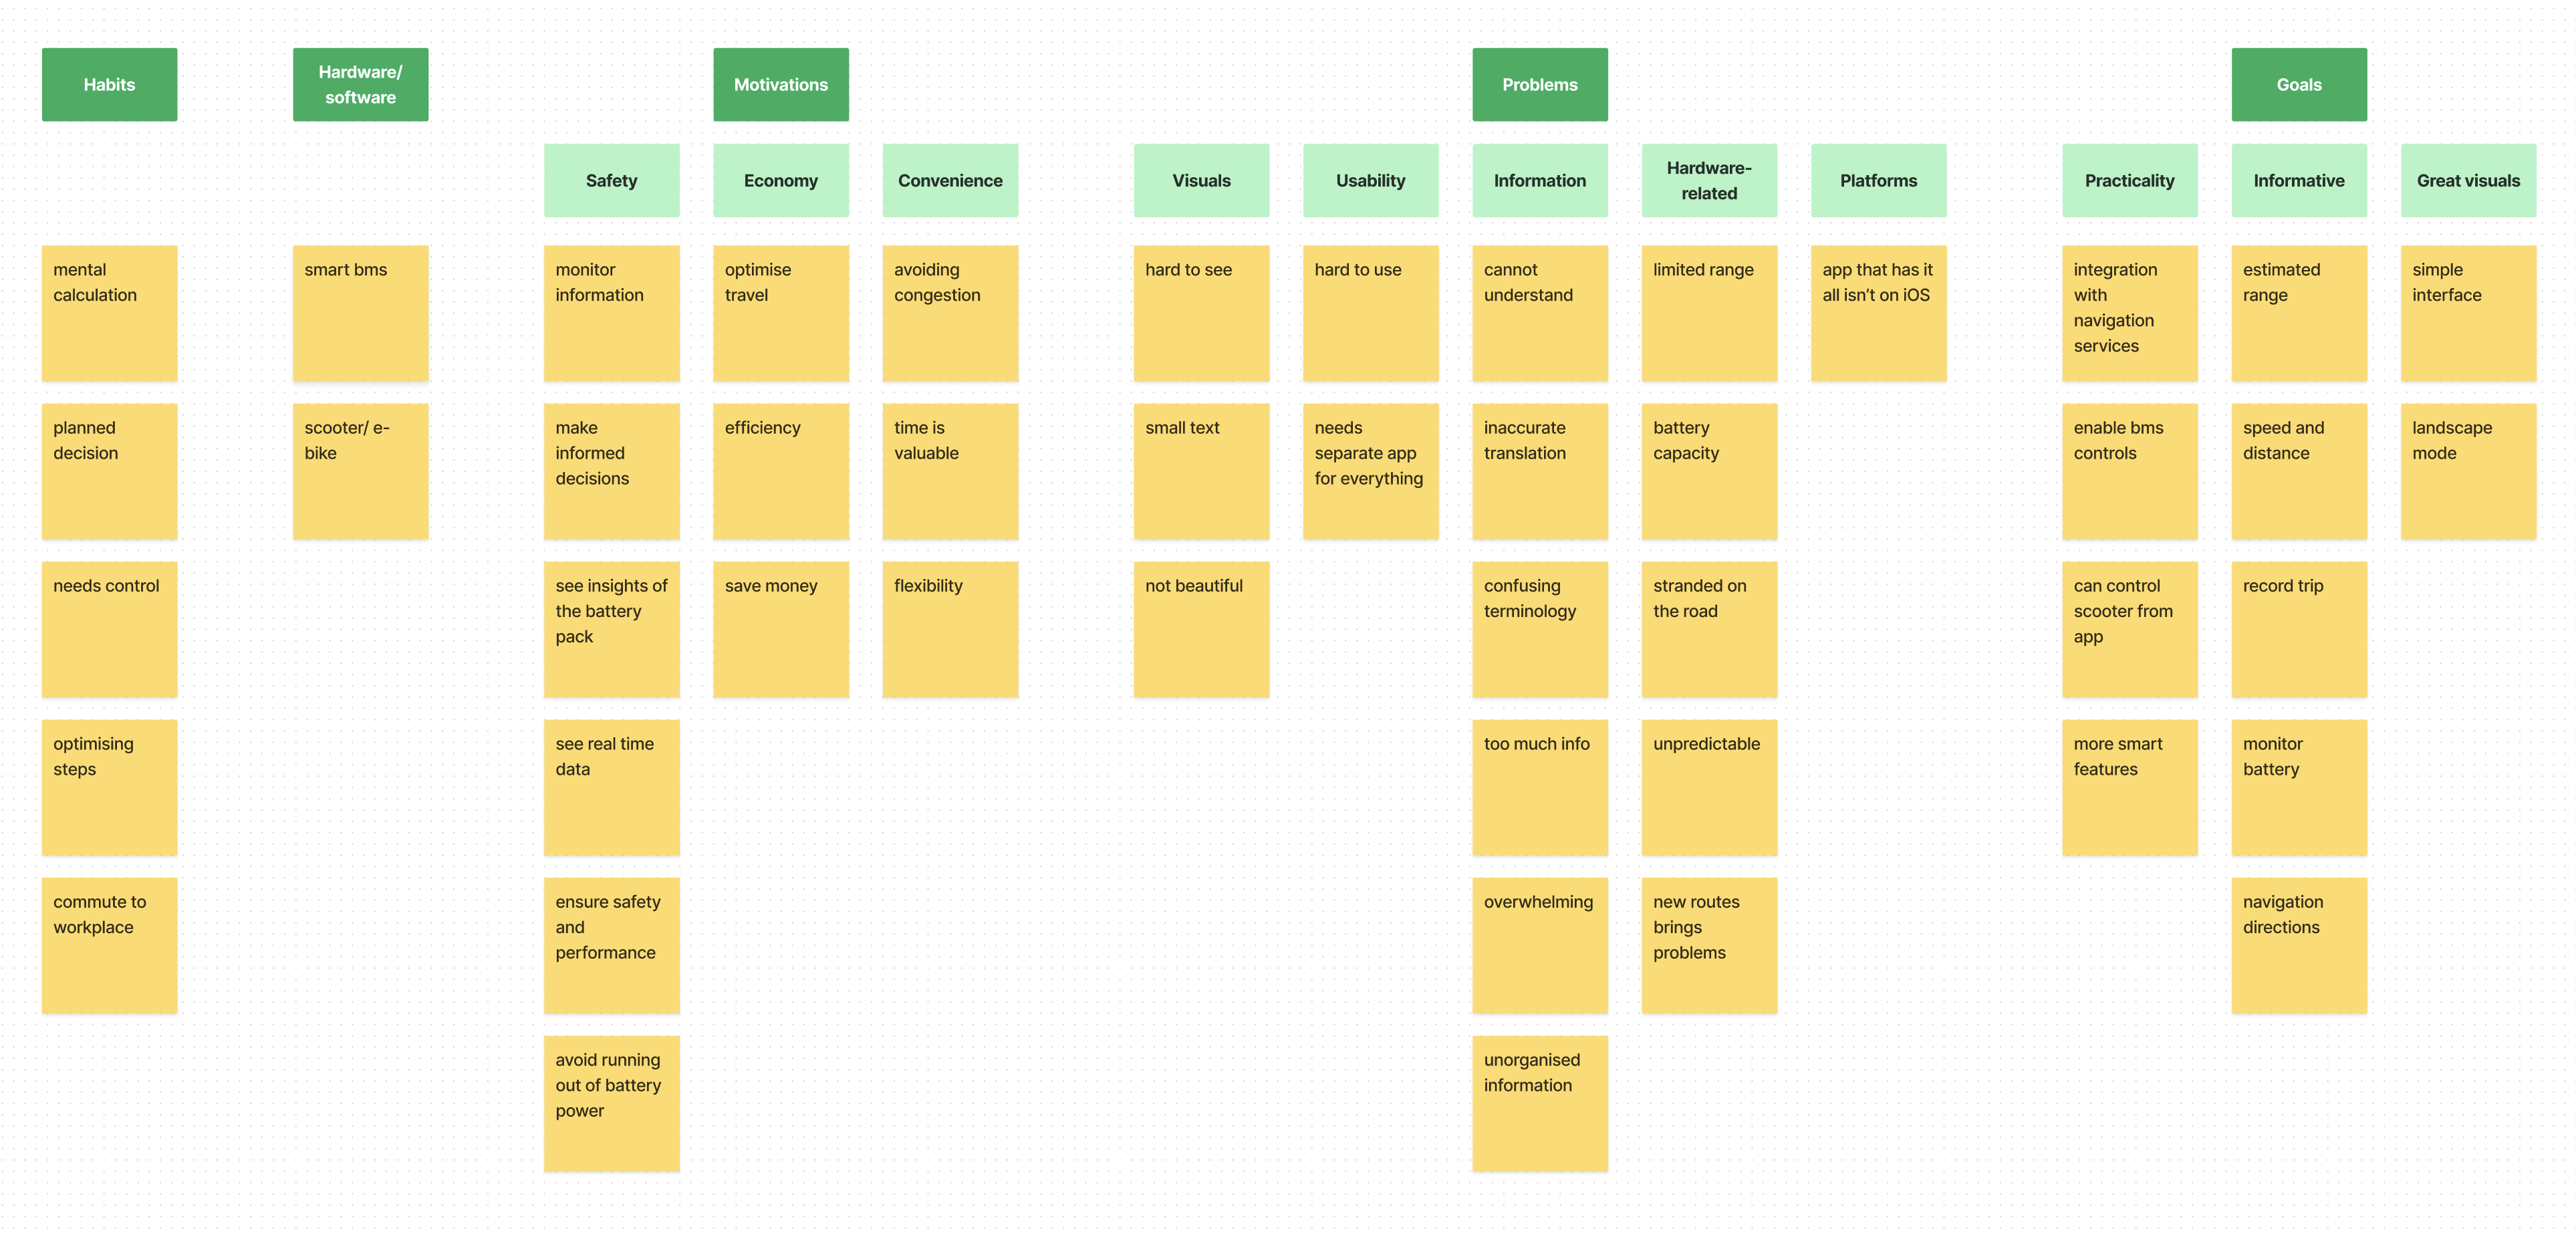 Habits
Hardware/
software
Motivations
Problems
Goals
Safety
Economy
Convenience
Visuals
Usability
Information
Hardware-
related
Platforms
Practicality
Informative
Great visuals
mental
calculation
smart bms
monitor
information
optimise
travel
avoiding
congestion
hard to see
hard to use
cannot
understand
limited range
app that has it
all isn’t on iOS
integration
with
navigation
services
estimated
range
simple
interface
planned
decision
scooter/ e-
bike
make
informed
decisions
efficiency
time is
valuable
small text
needs
separate app
for everything
inaccurate
translation
battery
capacity
enable bms
controls
speed and
distance
landscape
mode
needs control
see insights of
the battery
pack
save money
flexibility
not beautiful
confusing
terminology
stranded on
the road
can control
scooter from
app
record trip
optimising
steps
see real time
data
too much info
unpredictable
more smart
features
monitor
battery
commute to
workplace
ensure safety
and
performance
overwhelming
new routes
brings
problems
navigation
directions
avoid running
out of battery
power
unorganised
information